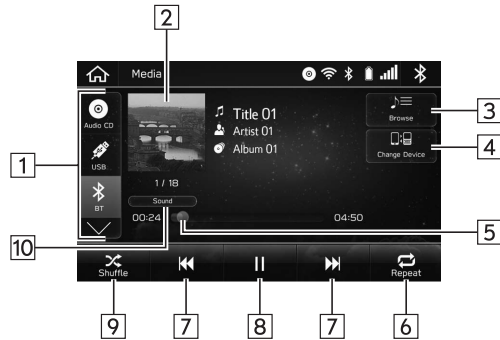 2
Media
Audio CD
USB
BT
Title 01
Artist 01
Album 01
1 / 18
Sound
00:24
04:50
Browse
Change Device
Shuffle
Repeat
1
3
4
5
10
9
7
8
7
6